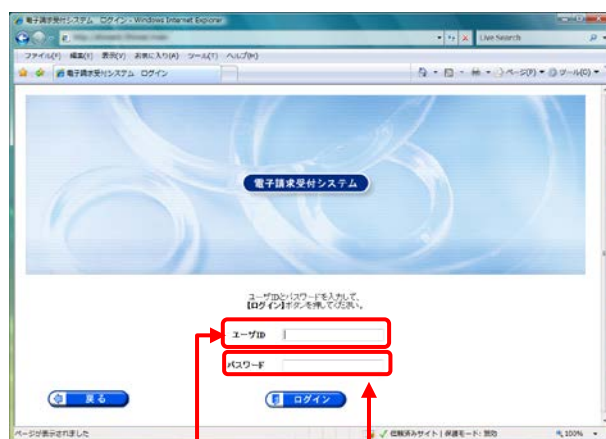 電子請求受付システム ログイン - Windows Internet Explorer
Live Search
ファイル(F) 編集(E) 表示(V) お気に入り(A) ツール(T) ヘルプ(H)
電子請求受付システム ログイン
ページ(P) ツール(O)
電子請求受付システム
ユーザIDとパスワードを入力して、
【ログイン】ボタンを押してください。
ユーザID
パスワード
戻る
ログイン
ページが表示されました
信頼済みサイト | 保護モード: 無効
100%